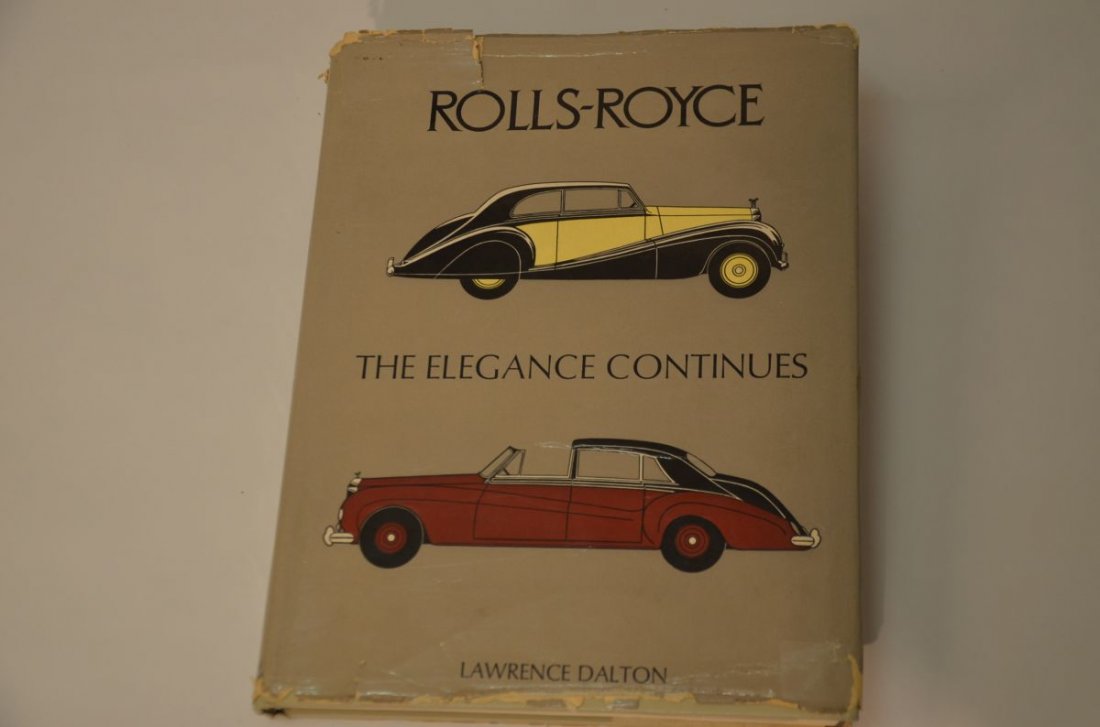 ROLLS-ROYCE
THE ELEGANCE CONTINUES
LAWRENCE DALTON